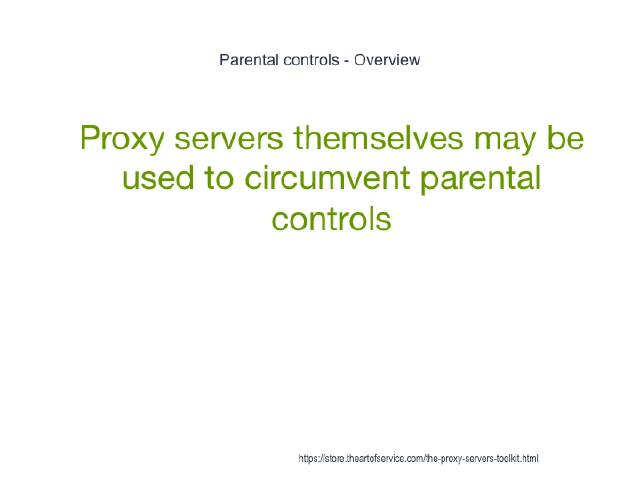 Parental controls - Overview
Proxy servers themselves may be
used to circumvent parental
controls
https://store.theartofservice.com/the-proxy-servers-toolkit.html